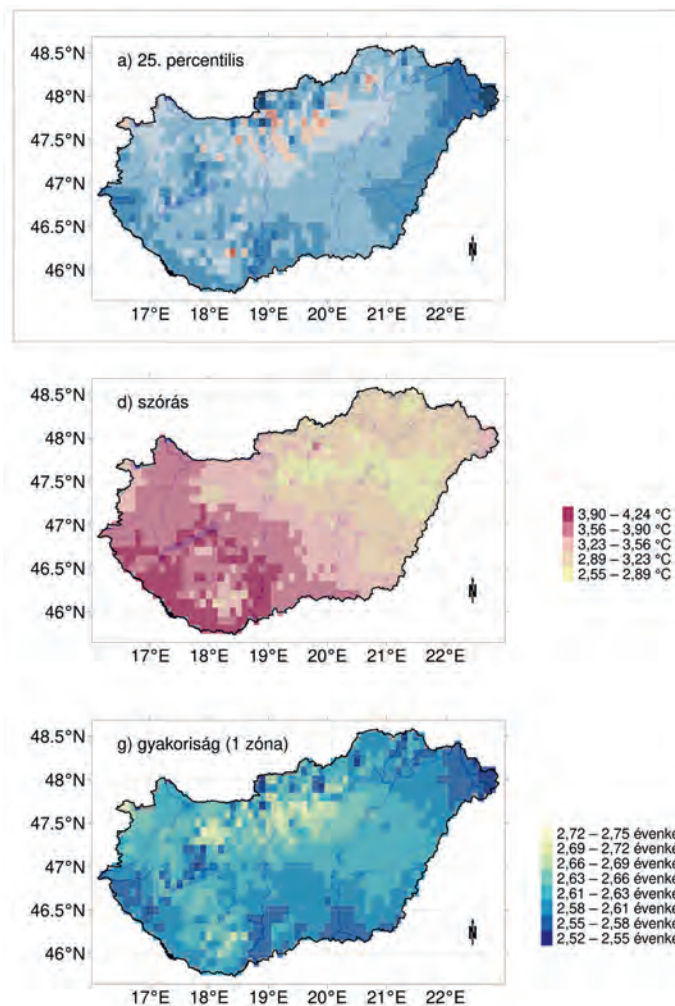 48.5°N
a) 25. percentilis
48°N
47.5°N
47°N
46.5°N
46°N
N
17°E 18°E 19°E 20°E 21°E 22°E
48.5°N
d) szórás
48°N
47.5°N
47°N
46.5°N
46°N
N
17°E 18°E 19°E 20°E 21°E 22°E
3,90 – 4,24 °C
3,56 – 3,90 °C
3,23 – 3,56 °C
2,89 – 3,23 °C
2,55 – 2,89 °C
48.5°N
g) gyakoriság (1 zóna)
48°N
47.5°N
47°N
46.5°N
46°N
N
17°E 18°E 19°E 20°E 21°E 22°E
2,72 – 2,75 évenke
2,69 – 2,72 évenke
2,66 – 2,69 évenke
2,63 – 2,66 évenke
2,61 – 2,63 évenke
2,58 – 2,61 évenke
2,55 – 2,58 évenke
2,52 – 2,55 évenke